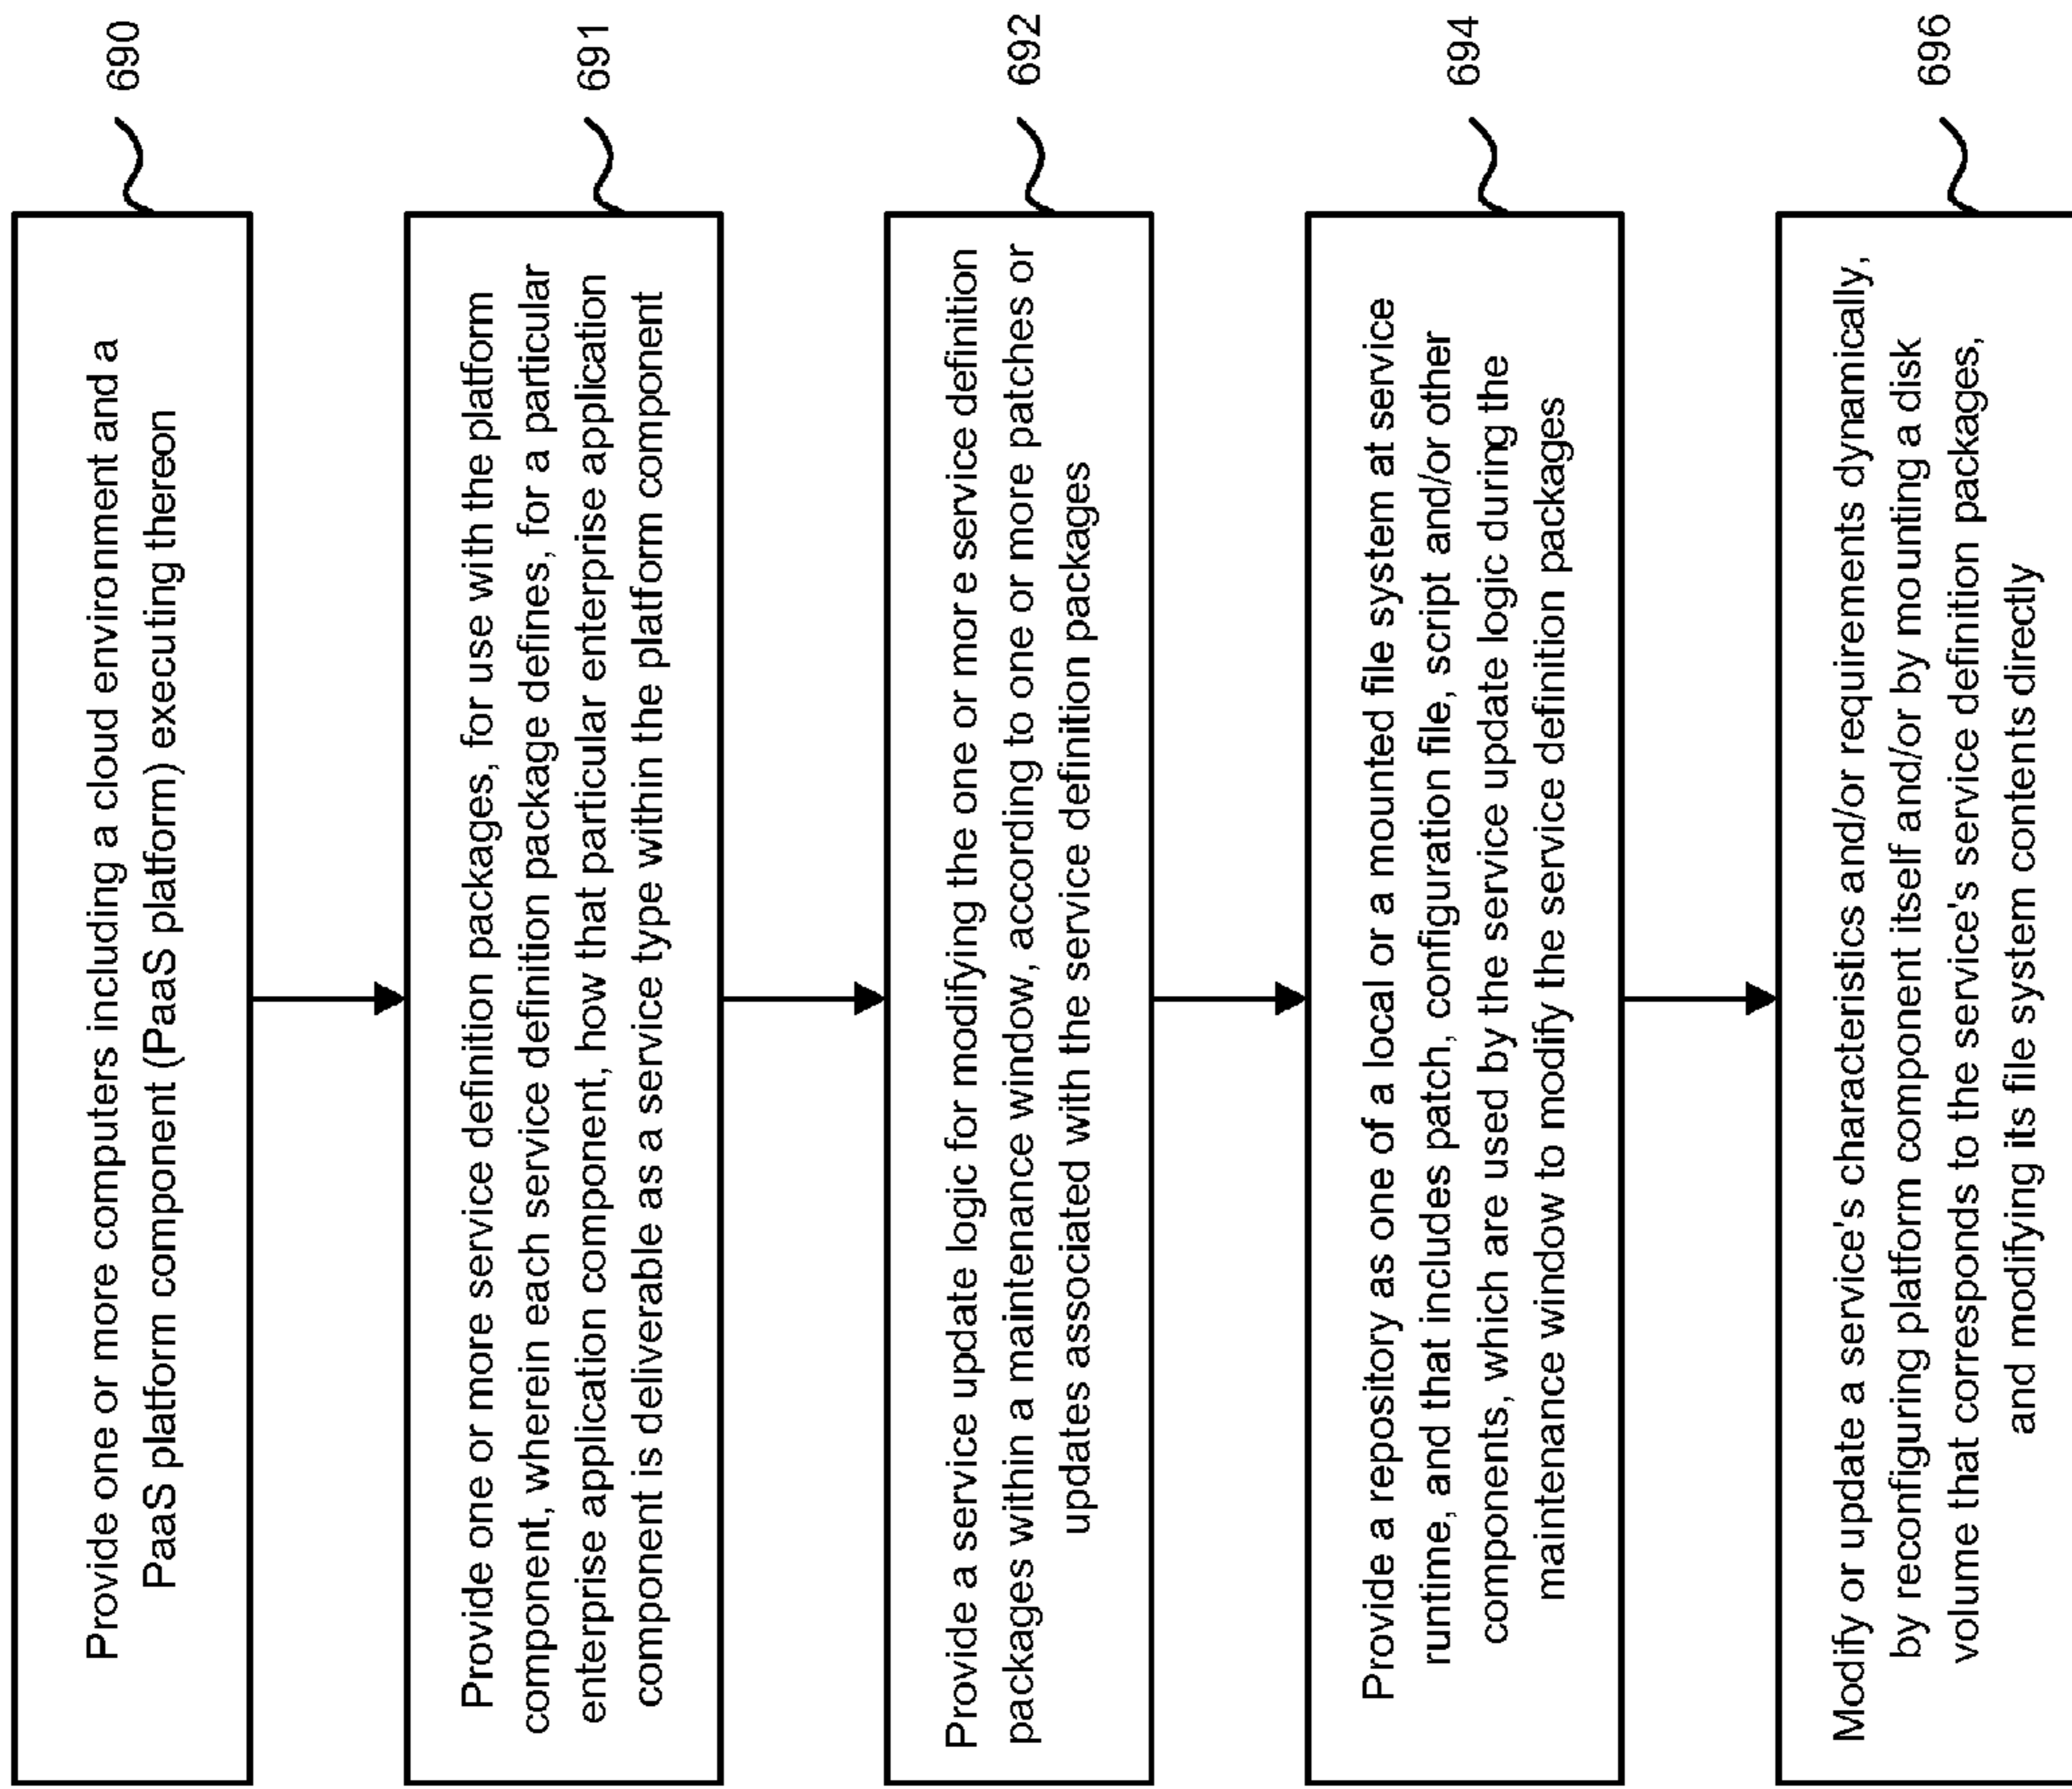 Provide one or more computers including a cloud environment and a
PaaS platform component (PaaS platform) executing thereon
690
Provide one or more service definition packages, for use with the platform
component, wherein each service definition package defines, for a particular
enterprise application component, how that particular enterprise application
component is deliverable as a service type within the platform component
691
Provide a service update logic for modifying the one or more service definition
packages within a maintenance window, according to one or more patches or
updates associated with the service definition packages
692
Provide a repository as one of a local or a mounted file system at service
runtime, and that includes patch, configuration file, script and/or other
components, which are used by the service update logic during the
maintenance window to modify the service definition packages
694
Modify or update a service's characteristics and/or requirements dynamically,
by reconfiguring platform component itself and/or by mounting a disk
volume that corresponds to the service's service definition packages,
and modifying its file system contents directly
696